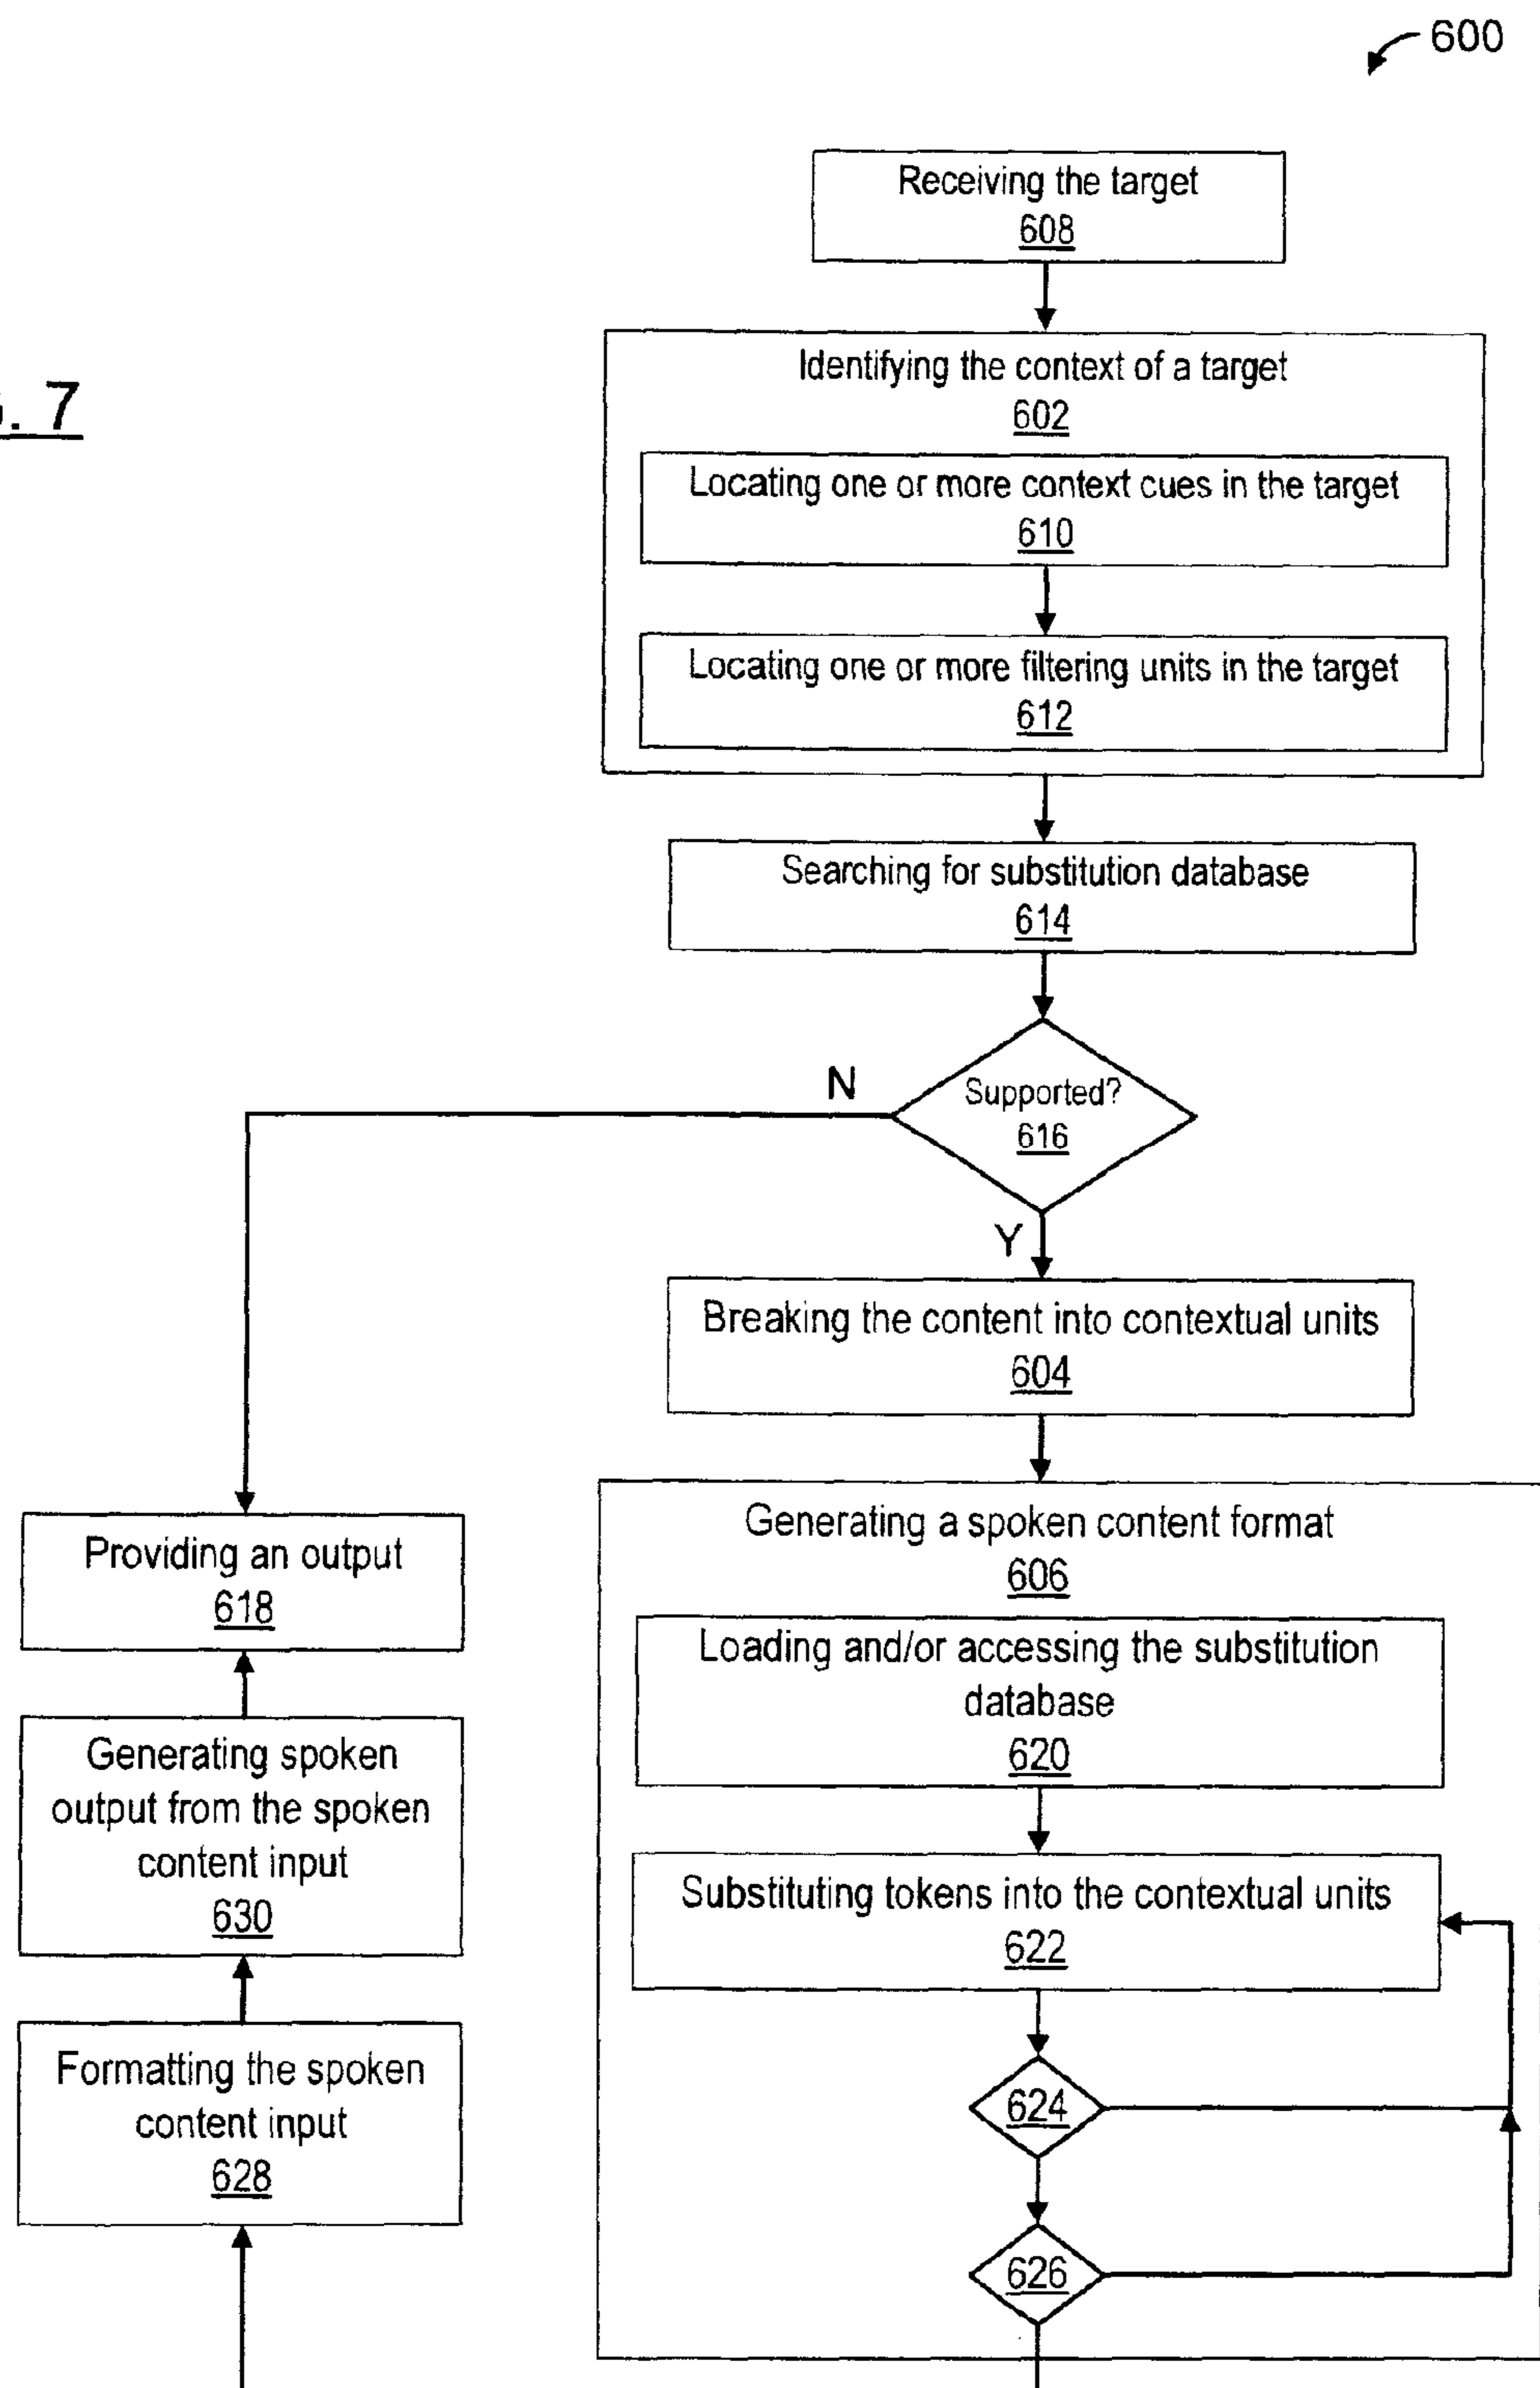 600
. 7
Receiving the target
608
Identifying the context of a target
602
Locating one or more context cues in the target
610
Locating one or more filtering units in the target
612
Searching for substitution database
614
N
Supported?
616
Y
Breaking the content into contextual units
604
Generating a spoken content format
606
Loading and/or accessing the substitution
database
620
Substituting tokens into the contextual units
622
624
626
Providing an output
618
Generating spoken
output from the spoken
content input
630
Formatting the spoken
content input
628